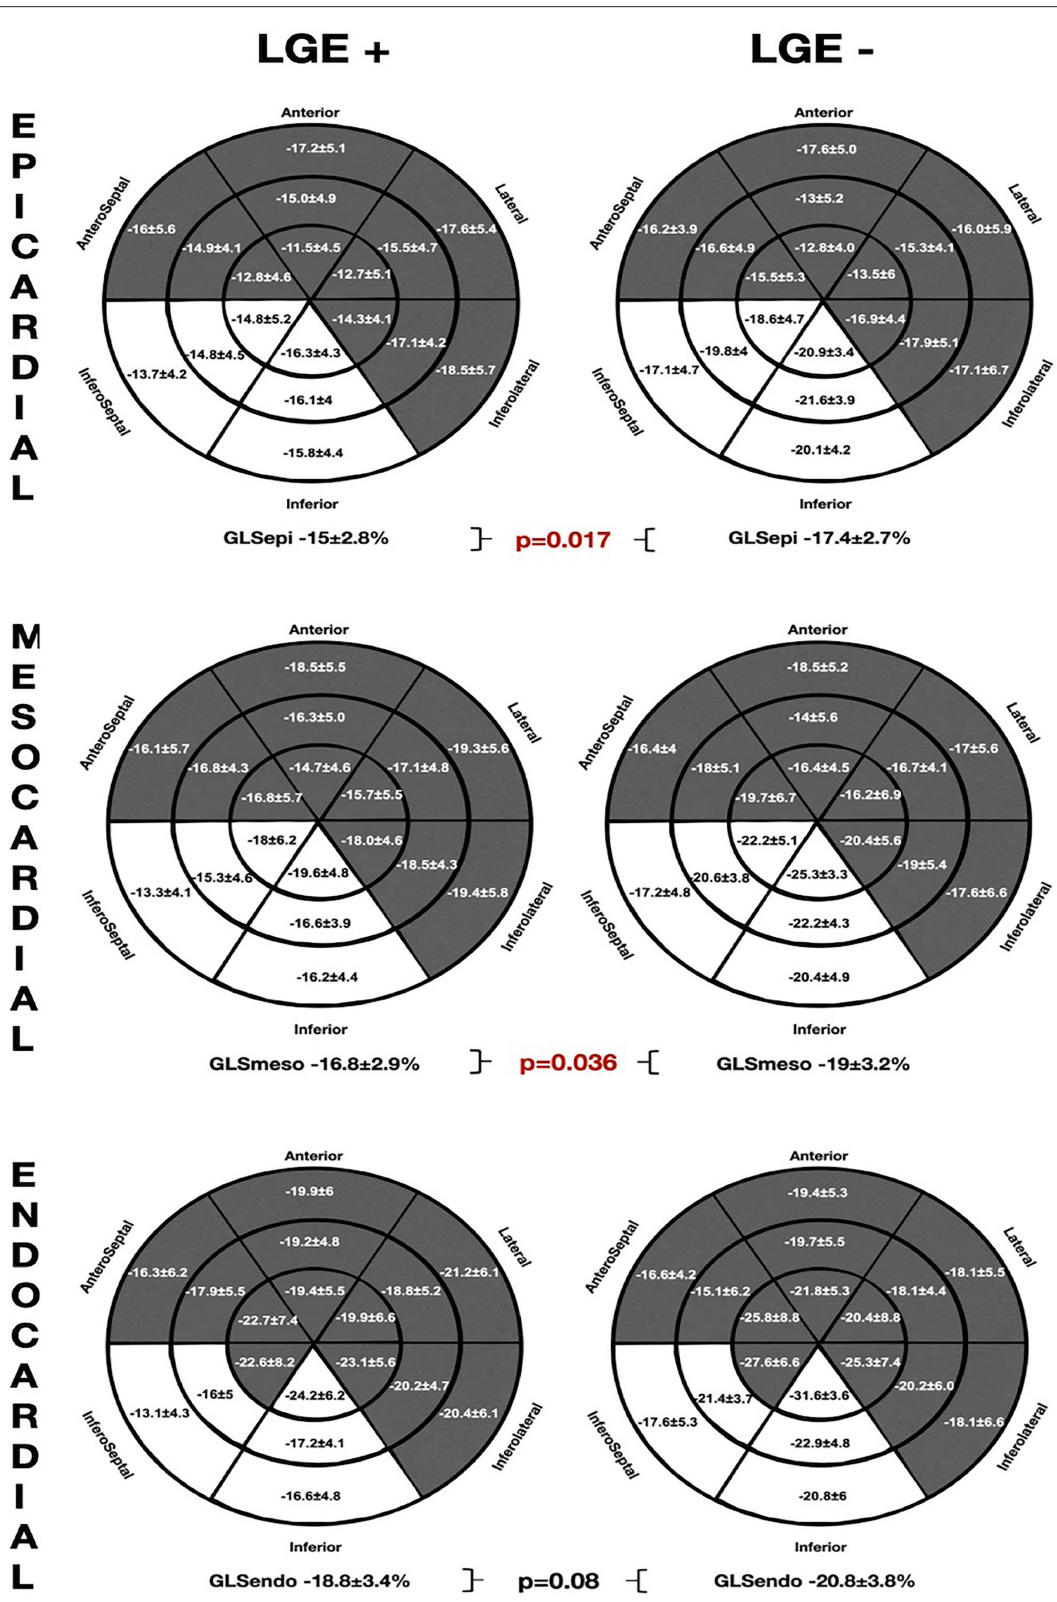 LGE +
LGE -
EPICARDIAL
Anterior
-17.2±5.1
-15.0±4.9
-11.5±4.5
AnteroSeptal
-16±5.6
-14.9±4.1
-12.8±4.6
Lateral
-17.6±5.4
-15.5±4.7
-12.7±5.1
-14.8±5.2
-14.8±4.5
-13.7±4.2
InferoSeptal
-14.3±4.1
-17.1±4.2
-18.5±5.7
Inferolateral
-16.3±4.3
-16.1±4
-15.8±4.4
Inferior
GLSepi -15±2.8%
p=0.017
Anterior
-17.6±5.0
-13±5.2
-12.8±4.0
AnteroSeptal
-16.2±3.9
-16.6±4.9
-15.5±5.3
Lateral
-16.0±5.9
-15.3±4.1
-13.5±6
-18.6±4.7
-19.8±4
-17.1±4.7
InferoSeptal
-16.9±4.4
-17.9±5.1
-17.1±6.7
Inferolateral
-20.9±3.4
-21.6±3.9
-20.1±4.2
Inferior
GLSepi -17.4±2.7%
MESOCARDIAL
Anterior
-18.5±5.5
-16.3±5.0
-14.7±4.6
AnteroSeptal
-16.1±5.7
-16.8±4.3
-16.8±5.7
Lateral
-19.3±5.6
-17.1±4.8
-15.7±5.5
-18±6.2
-15.3±4.6
-13.3±4.1
InferoSeptal
-18.0±4.6
-18.5±4.3
-19.4±5.8
Inferolateral
-19.6±4.8
-16.6±3.9
-16.2±4.4
Inferior
GLSmeso -16.8±2.9%
p=0.036
Anterior
-18.5±5.2
-14±5.6
-16.4±4.5
AnteroSeptal
-16.4±4
-18±5.1
-19.7±6.7
Lateral
-17±5.6
-16.7±4.1
-16.2±6.9
-22.2±5.1
-20.6±3.8
-17.2±4.8
InferoSeptal
-20.4±5.6
-19±5.4
-17.6±6.6
Inferolateral
-25.3±3.3
-22.2±4.3
-20.4±4.9
Inferior
GLSmeso -19±3.2%
ENDOCARDIAL
Anterior
-19.9±6
-19.2±4.8
-19.4±5.5
AnteroSeptal
-16.3±6.2
-17.9±5.5
-22.7±7.4
Lateral
-21.2±6.1
-18.8±5.2
-19.9±6.6
-22.6±8.2
-16±5
-13.1±4.3
InferoSeptal
-23.1±5.6
-20.2±4.7
-20.4±6.1
Inferolateral
-24.2±6.2
-17.2±4.1
-16.6±4.8
Inferior
GLSendo -18.8±3.4%
p=0.08
Anterior
-19.4±5.3
-19.7±5.5
-21.8±5.3
AnteroSeptal
-16.6±4.2
-15.1±6.2
-25.8±8.8
Lateral
-18.1±5.5
-18.1±4.4
-20.4±8.8
-27.6±6.6
-21.4±3.7
-17.6±5.3
InferoSeptal
-25.3±7.4
-20.2±6.0
-18.1±6.6
Inferolateral
-31.6±3.6
-22.9±4.8
-20.8±6
Inferior
GLSendo -20.8±3.8%